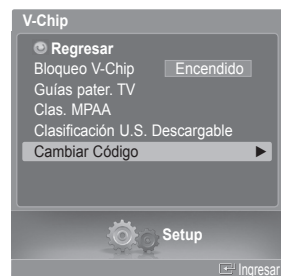 V-Chip
Regresar
Bloqueo V-Chip Encendido
Guías pater. TV
Clas. MPAA
Clasificación U.S. Descargable
Cambiar Código
Setup
Ingresar